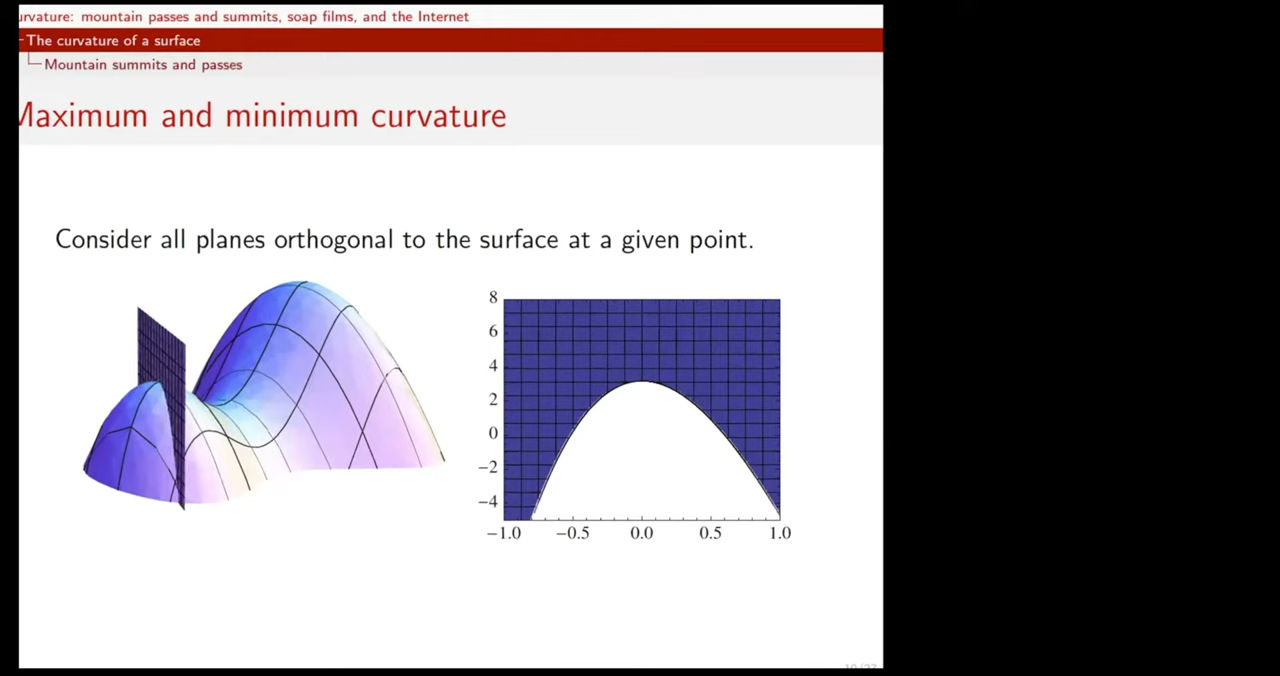 urvature: mountain passes and summits, soap films, and the Internet
The curvature of a surface
Mountain summits and passes
Maximum and minimum curvature
Consider all planes orthogonal to the surface at a given point.
8
6
4
2
0
−2
−4
−1.0 −0.5 0.0 0.5 1.0